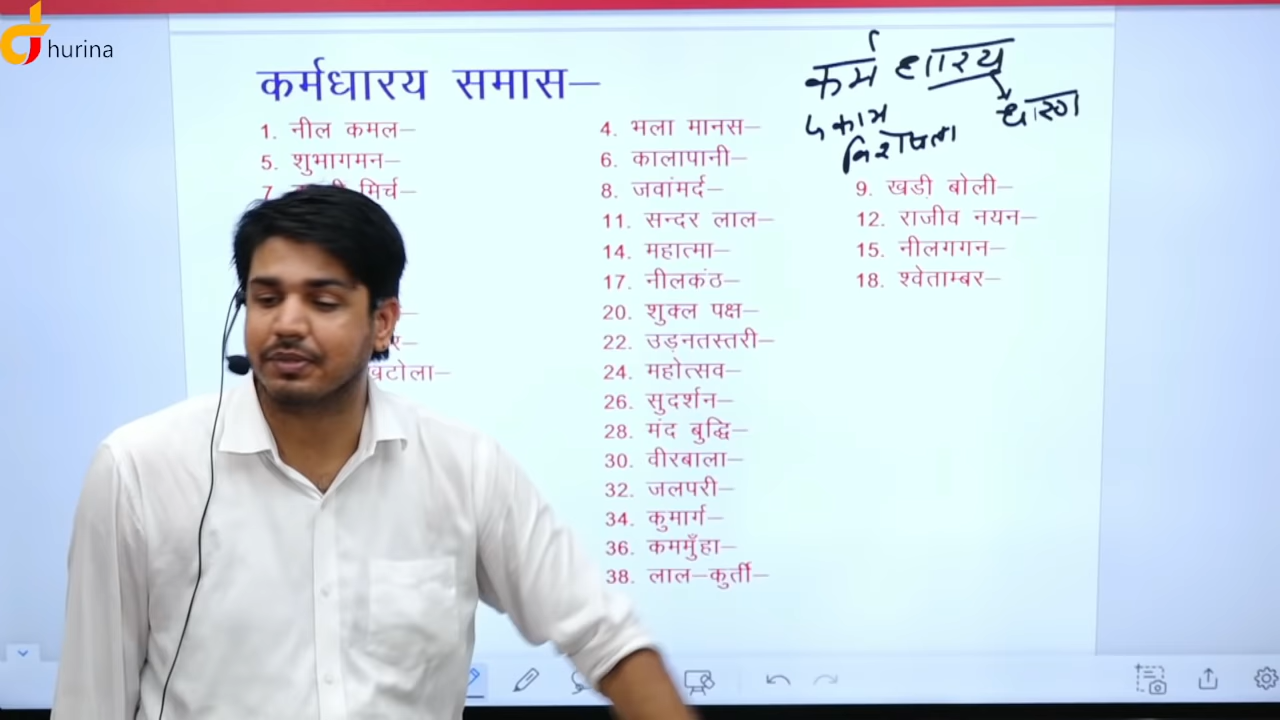 hurina
कर्मधारय समास–
कर्म धारय
काम
विशेषता
धारण
1. नील कमल–
4. भला मानस–
5. शुभागमन–
6. कालापानी–
7. मिर्च–
8. जवांमर्द–
9. खड़ी बोली–
11. सन्दर लाल–
12. राजीव नयन–
14. महात्मा–
15. नीलगगन–
17. नीलकंठ–
18. श्वेताम्बर–
20. शुक्ल पक्ष–
22. उड़नतस्तरी–
खटोला–
24. महोत्सव–
26. सुदर्शन–
28. मंद बुद्धि–
30. वीरबाला–
32. जलपरी–
34. कुमार्ग–
36. कममुँहा–
38. लाल–कुर्ती–